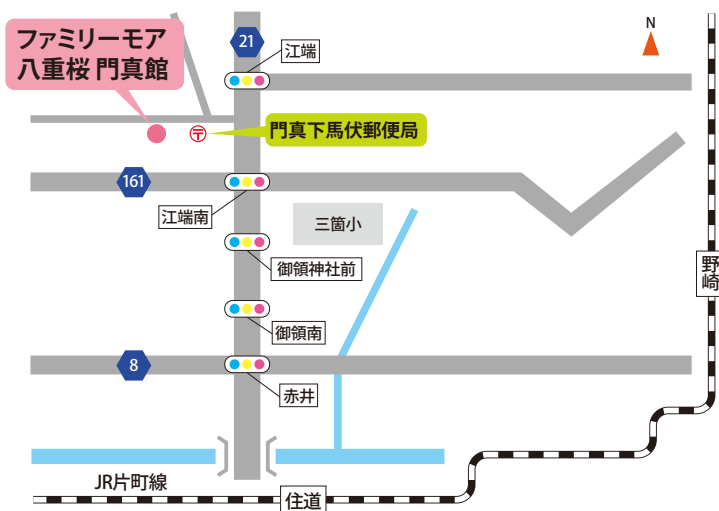 ファミリーモア
八重桜 門真館
21
江端
N
〒
門真下馬伏郵便局
161
江端南
三箇小
御領神社前
野崎
御領南
8
赤井
JR片町線
住道